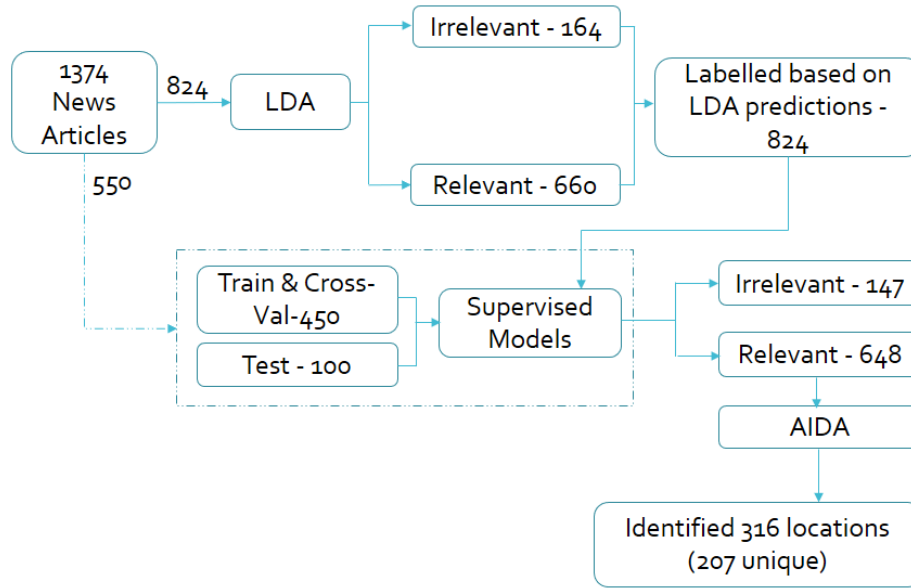 1374
News
Articles
824
LDA
Irrelevant - 164
Relevant - 660
Labelled based on
LDA predictions -
824
550
Train & Cross-
Val-450
Test - 100
Supervised
Models
Irrelevant - 147
Relevant - 648
AIDA
Identified 316 locations
(207 unique)